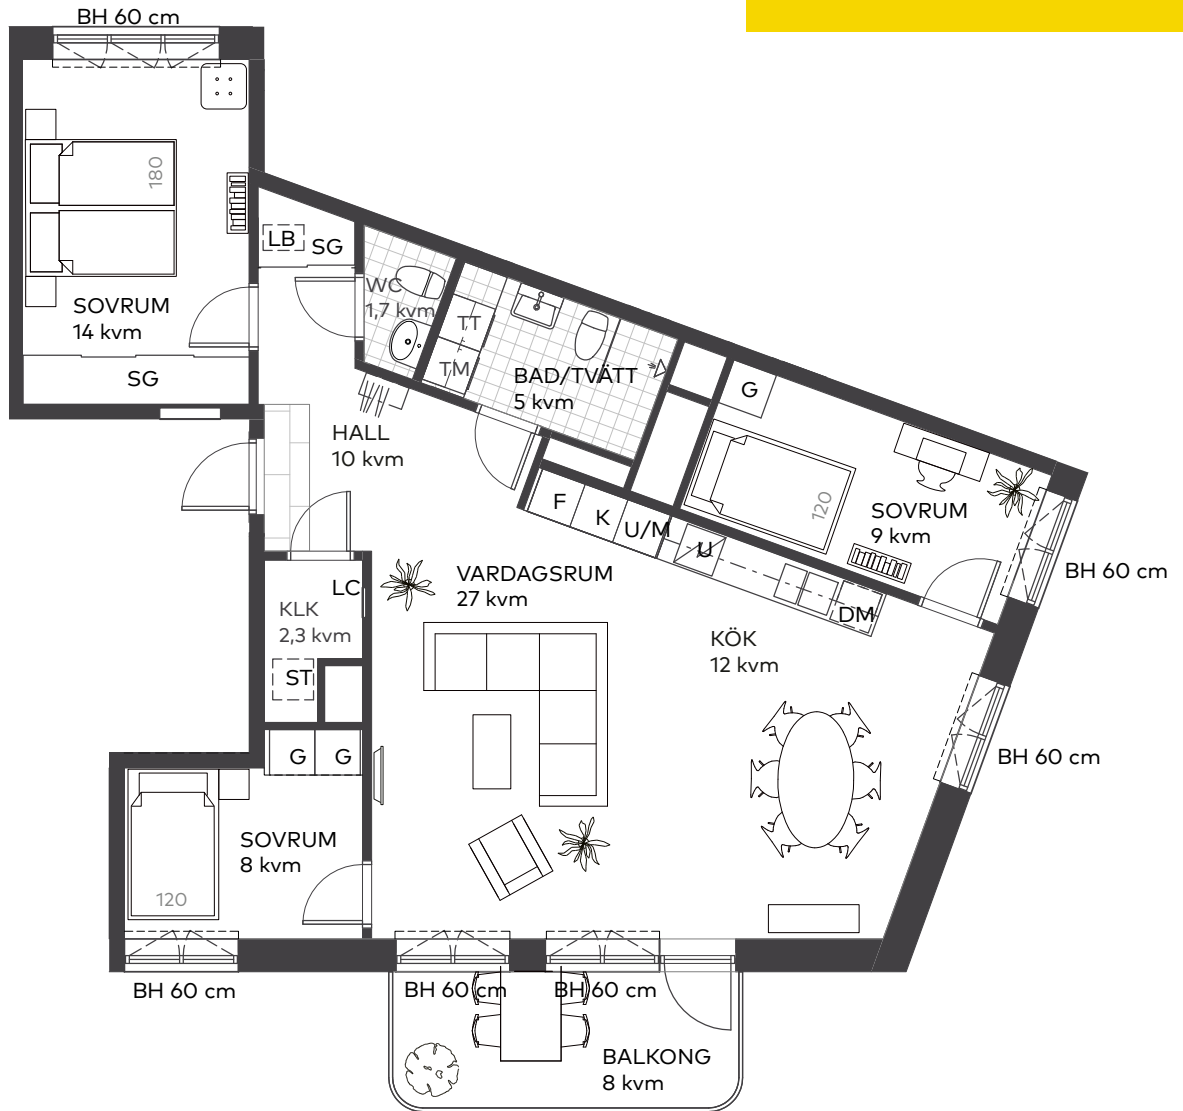 BH 60 cm
180
LB
SG
WC
1,7 kvm
SOVRUM
14 kvm
SG
TT
TM
BAD/TVÄTT
5 kvm
G
HALL
10 kvm
F
K
U/M
U
120
SOVRUM
9 kvm
BH 60 cm
LC
KLK
2,3 kvm
ST
VARDAGSRUM
27 kvm
DM
KÖK
12 kvm
G
G
BH 60 cm
SOVRUM
8 kvm
120
BH 60 cm
BH 60 cm
BH 60 cm
BALKONG
8 kvm